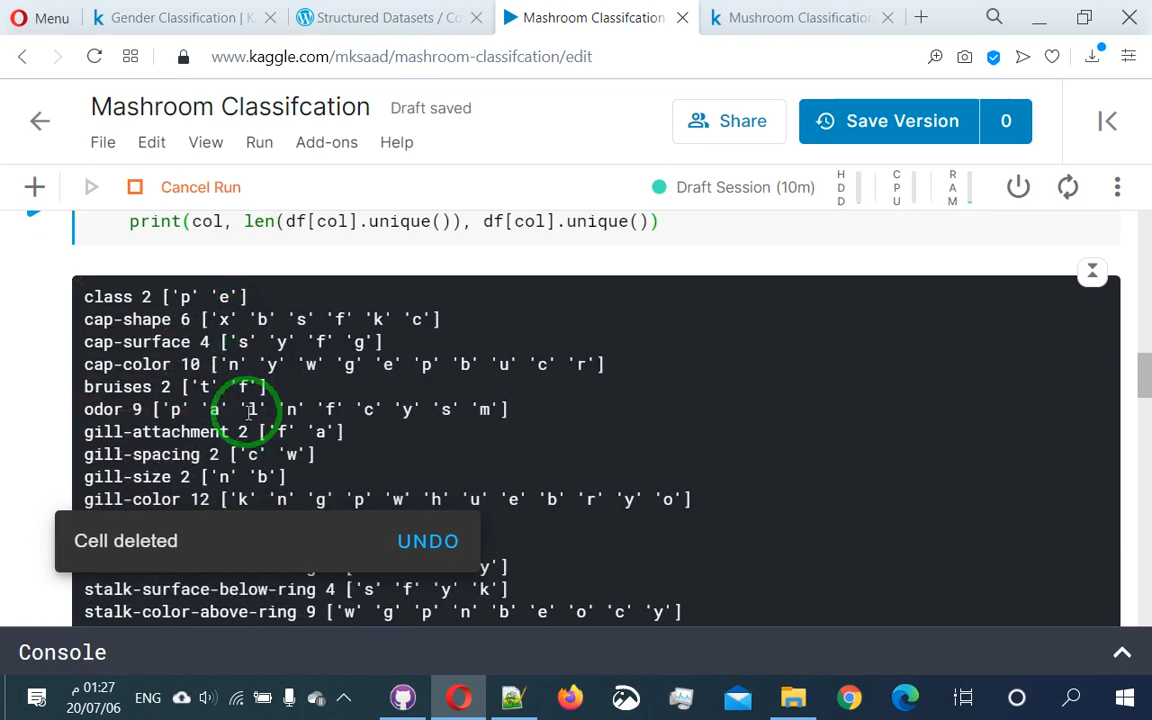 Menu
Gender Classification | K
Structured Datasets / Co
Mashroom Classifcation
Mushroom Classification
www.kaggle.com/mksaad/mashroom-classifcation/edit
Mashroom Classifcation
Draft saved
Share
Save Version
0
File Edit View Run Add-ons Help
Cancel Run
Draft Session (10m)
HDD
CPU
RAM
print(col, len(df[col].unique()), df[col].unique())
class 2 ['p' 'e']
cap-shape 6 ['x' 'b' 's' 'f' 'k' 'c']
cap-surface 4 ['s' 'y' 'f' 'g']
cap-color 10 ['n' 'y' 'w' 'g' 'e' 'p' 'b' 'u' 'c' 'r']
bruises 2 ['t' 'f']
odor 9 ['p' 'a' 'l' 'n' 'f' 'c' 'y' 's' 'm']
gill-attachment 2 ['f' 'a']
gill-spacing 2 ['c' 'w']
gill-size 2 ['n' 'b']
gill-color 12 ['k' 'n' 'g' 'p' 'w' 'h' 'u' 'e' 'b' 'r' 'y' 'o']
Cell deleted
UNDO
y']
stalk-surface-below-ring 4 ['s' 'f' 'y' 'k']
stalk-color-above-ring 9 ['w' 'g' 'p' 'n' 'b' 'e' 'o' 'c' 'y']
Console
01:27 م
20/07/06
ENG